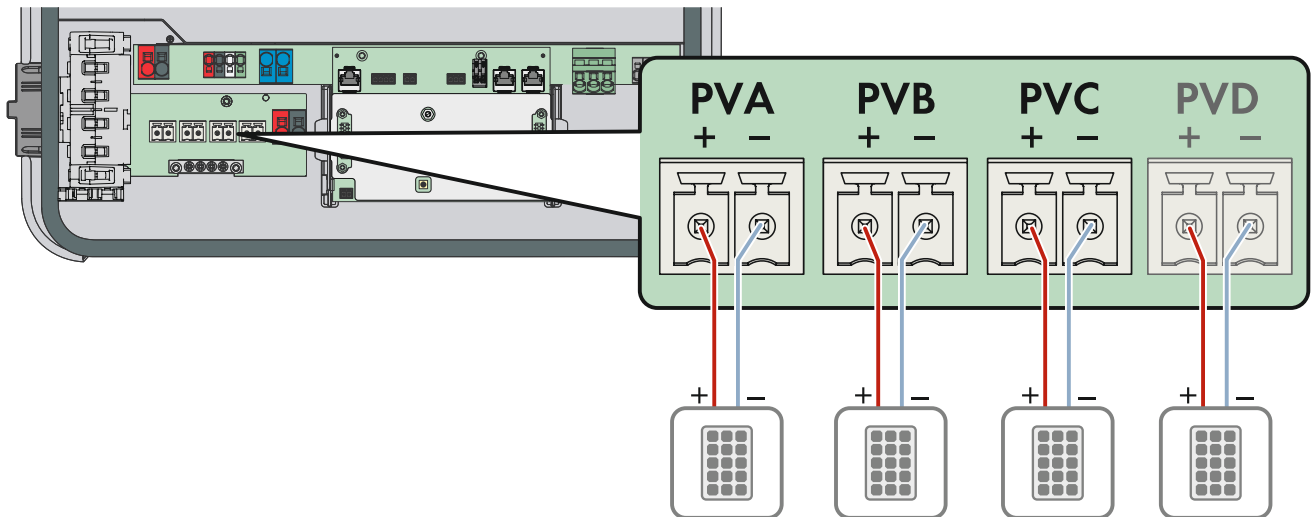 PVA PVB PVC PVD
+ – + – + – + –
+ – + – + – + –